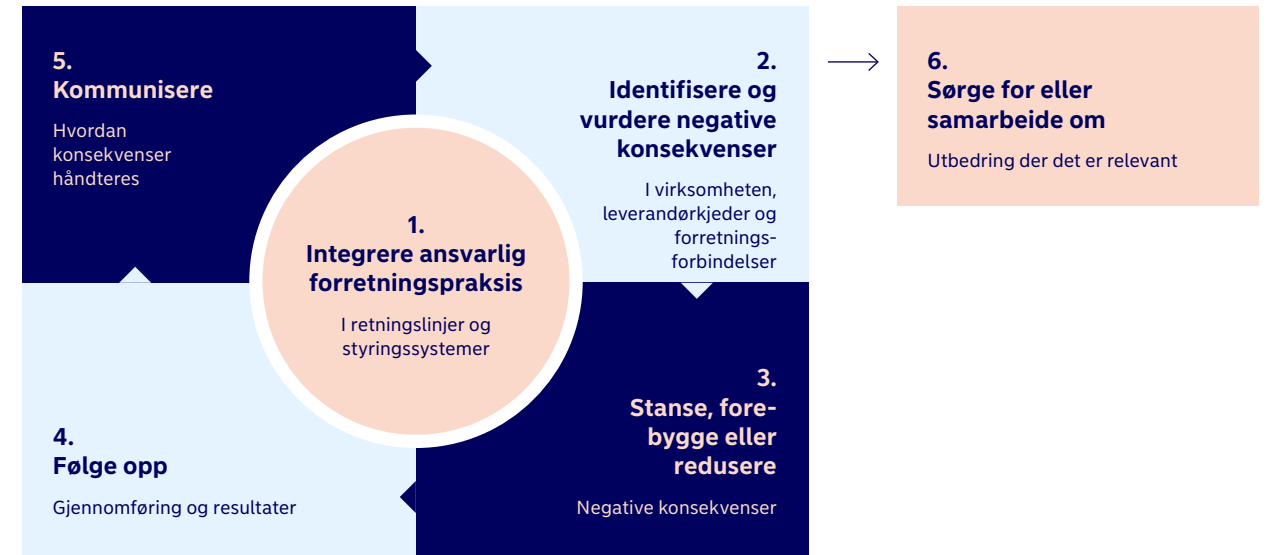 1.
Integrere ansvarlig
forretningspraksis
I retningslinjer og
styringssystemer
2.
Identifisere og
vurdere negative
konsekvenser
I virksomheten,
leverandørkjeder og
forretnings-
forbindelser
3.
Stanse, fore-
bygge eller
redusere
Negative konsekvenser
4.
Følge opp
Gjennomføring og resultater
5.
Kommunisere
Hvordan
konsekvenser
håndteres
6.
Sørge for eller
samarbeide om
Utbedring der det er relevant